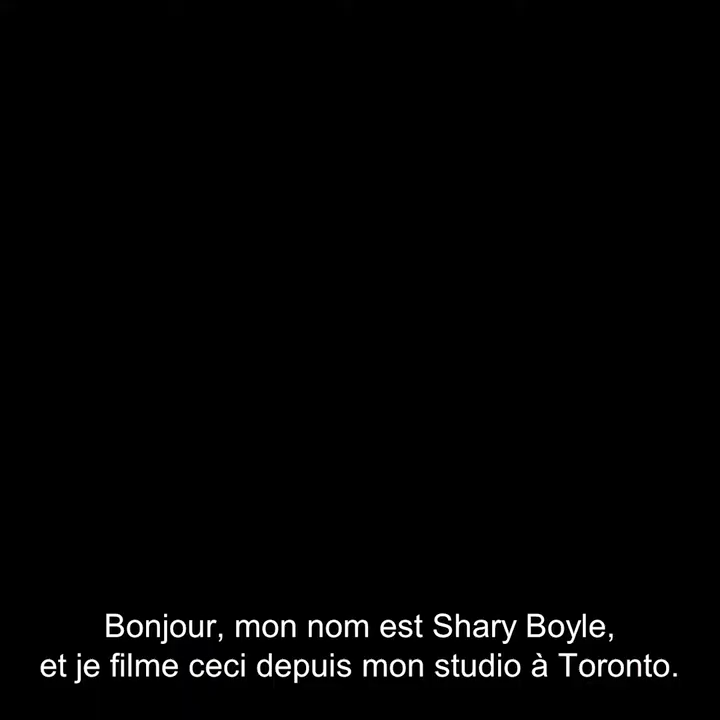 Bonjour, mon nom est Shary Boyle,
et je filme ceci depuis mon studio à Toronto.